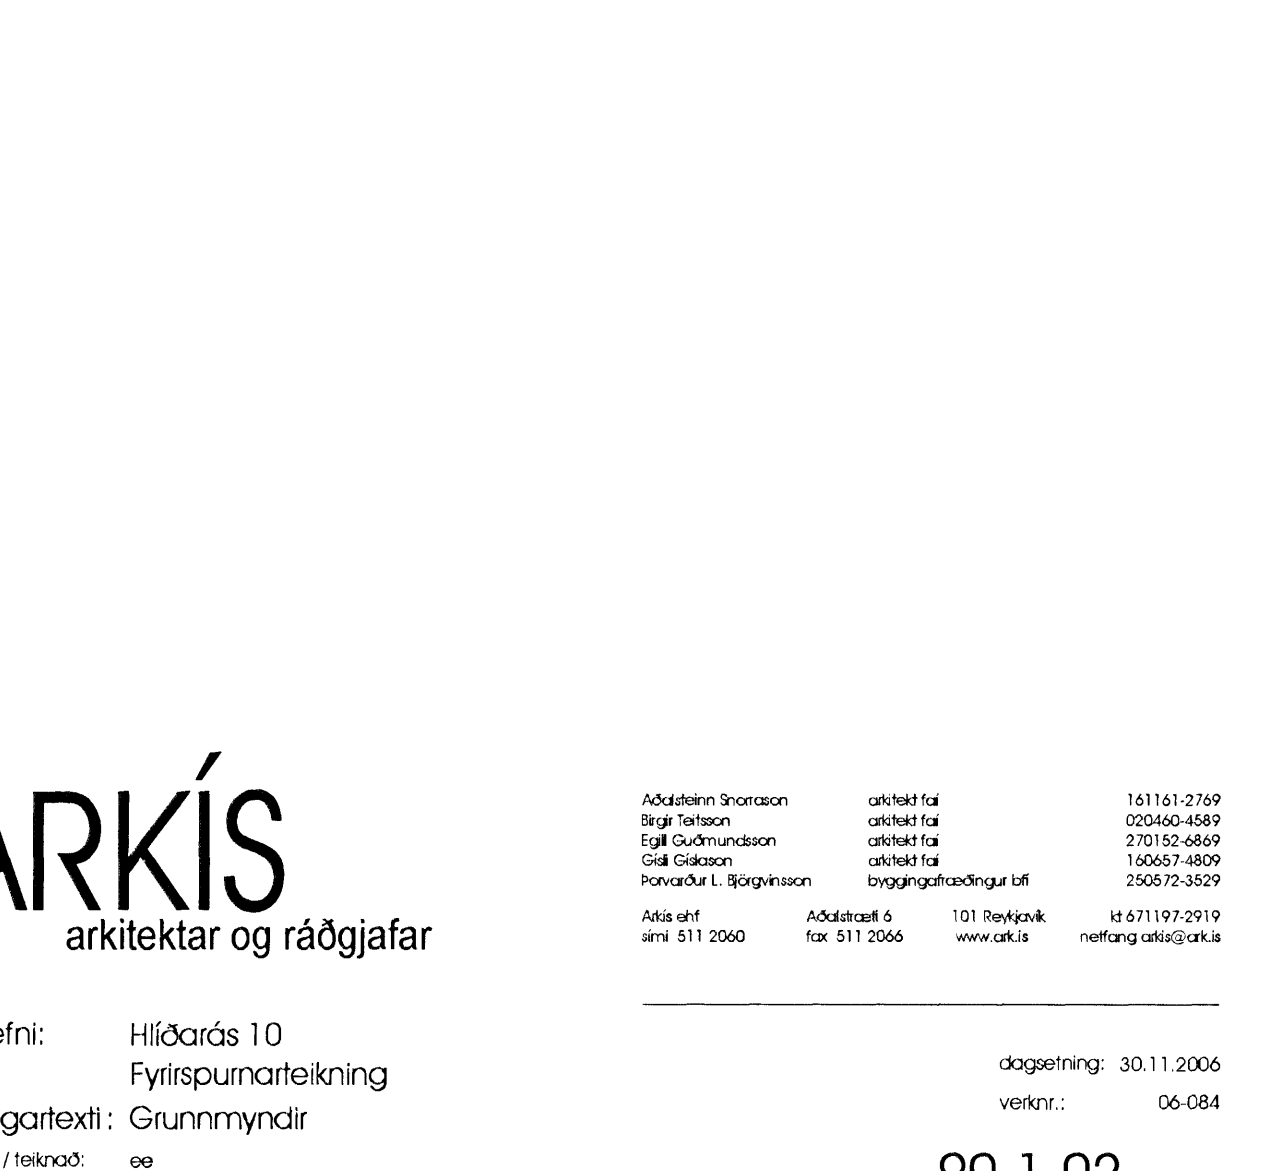 ARKÍS
arkitektar og ráðgjafar
Aðalsteinn Snorrason arkitekt faí 161161-2769
Birgir Teitsson arkitekt faí 020460-4589
Egill Guðmundsson arkitekt faí 270152-6869
Gísli Gíslason arkitekt faí 160657-4809
Þorvarður L. Björgvinsson byggingafræðingur bfí 250572-3529
Arkís ehf Aðalstræti 6 101 Reykjavík kt 671197-2919
sími 511 2060 fax 511 2066 www.ark.is netfang arkis@ark.is
efni: Hlíðarás 10
Fyrirspurnarteikning
gartexti: Grunnmyndir
/ teiknað: ee
dagsetning: 30.11.2006
verknr.: 06-084